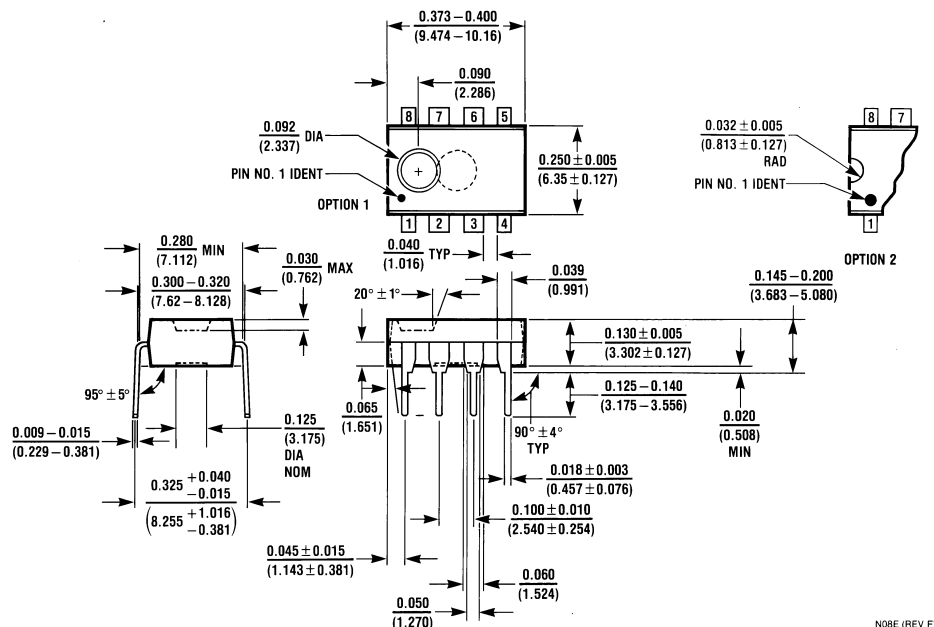 0.373 – 0.400
(9.474 – 10.16)
0.090
(2.286)
8 7 6 5
0.092 DIA
(2.337)
PIN NO. 1 IDENT
OPTION 1
0.250 ± 0.005
(6.35 ± 0.127)
1 2 3 4
8 7
0.032 ± 0.005
(0.813 ± 0.127)
RAD
PIN NO. 1 IDENT
1
OPTION 2
0.280 MIN
(7.112)
0.300 – 0.320
(7.62 – 8.128)
0.030 MAX
(0.762)
0.040 TYP
(1.016)
20° ± 1°
0.039
(0.991)
0.145 – 0.200
(3.683 – 5.080)
0.130 ± 0.005
(3.302 ± 0.127)
0.125 – 0.140
(3.175 – 3.556)
0.020
(0.508)
MIN
95° ± 5°
0.009 – 0.015
(0.229 – 0.381)
0.125
(3.175)
DIA
NOM
0.065
(1.651)
90° ± 4°
TYP
0.325 +0.040
−0.015
(8.255 +1.016
−0.381)
0.018 ± 0.003
(0.457 ± 0.076)
0.100 ± 0.010
(2.540 ± 0.254)
0.045 ± 0.015
(1.143 ± 0.381)
0.060
(1.524)
0.050
(1.270)